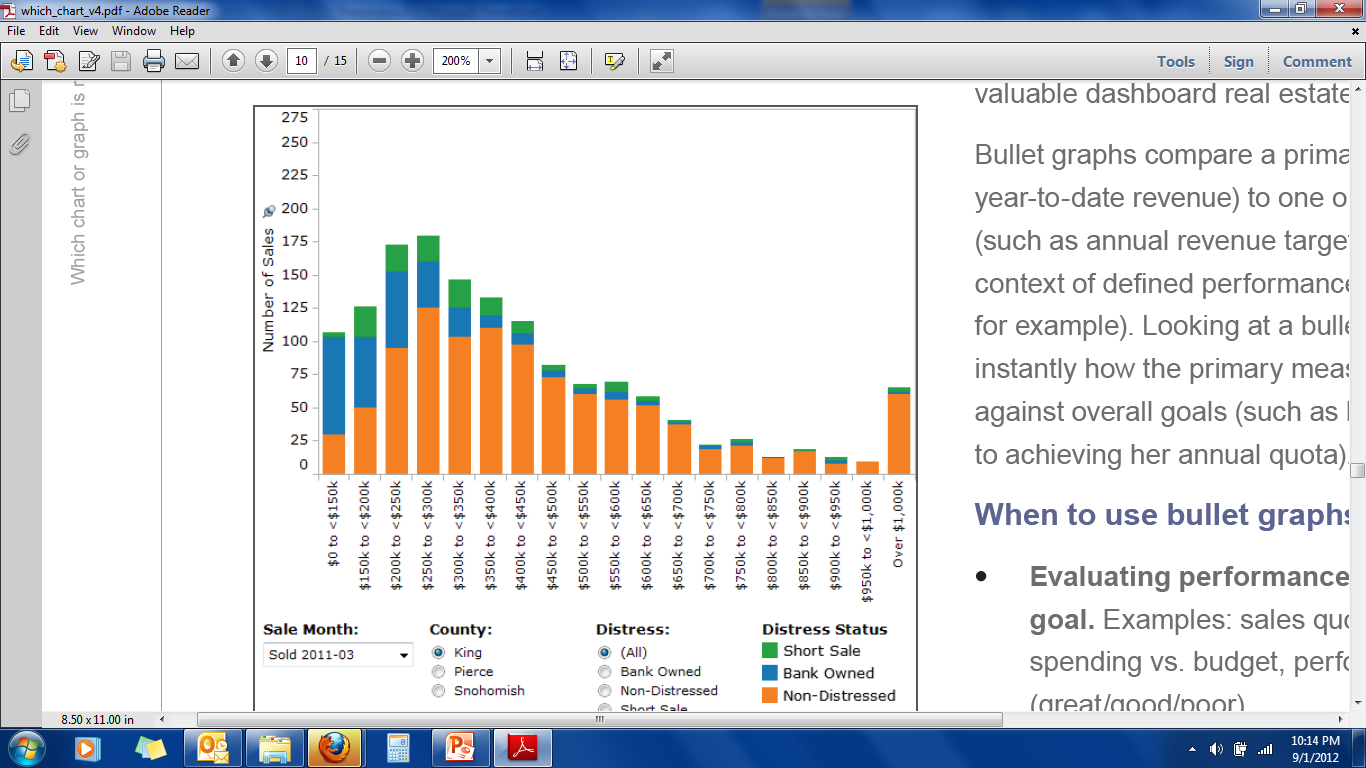 which_chart_v4.pdf - Adobe Reader
File Edit View Window Help
10 / 15 200% Tools Sign Comment
Which chart or graph is r
275
250
225
200
175
150
125
100
75
50
25
0
Number of Sales
$0 to <$150k
$150k to <$200k
$200k to <$250k
$250k to <$300k
$300k to <$350k
$350k to <$400k
$400k to <$450k
$450k to <$500k
$500k to <$550k
$550k to <$600k
$600k to <$650k
$650k to <$700k
$700k to <$750k
$750k to <$800k
$800k to <$850k
$850k to <$900k
$900k to <$950k
$950k to <$1,000k
Over $1,000k
Sale Month:
Sold 2011-03
County:
King
Pierce
Snohomish
Distress:
(All)
Bank Owned
Non-Distressed
Short Sale
Distress Status
Short Sale
Bank Owned
Non-Distressed
valuable dashboard real estate
Bullet graphs compare a prima
year-to-date revenue) to one o
(such as annual revenue targe
context of defined performance
for example). Looking at a bulle
instantly how the primary meas
against overall goals (such as
to achieving her annual quota)
When to use bullet graphs
• Evaluating performance
goal. Examples: sales quo
spending vs. budget, perfo
(great/good/poor)
8.50 x 11.00 in
10:14 PM
9/1/2012